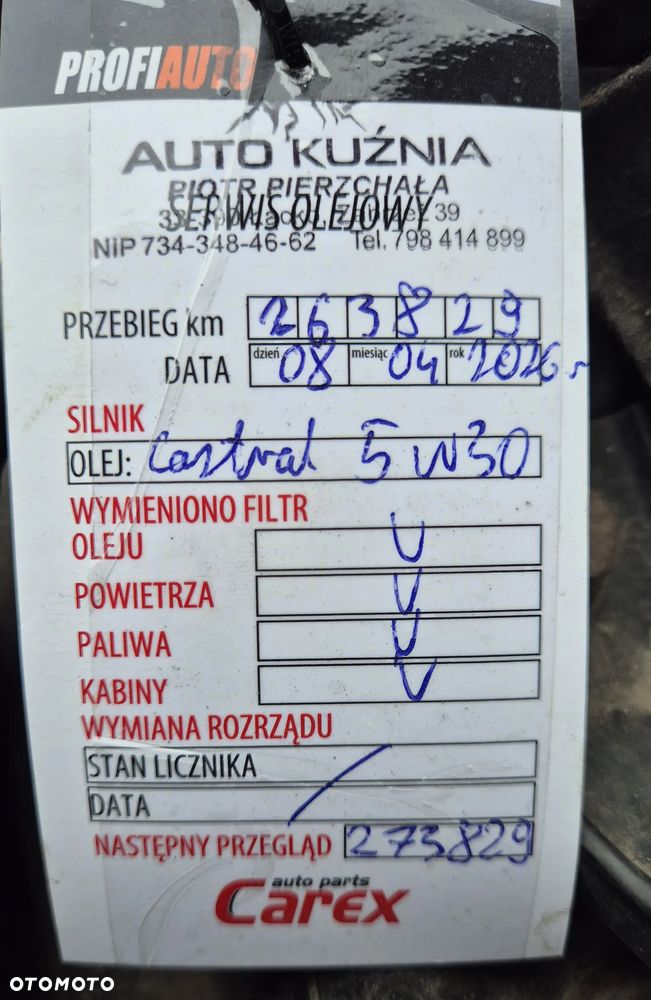 PROFIAUTO
AUTO KUŹNIA
PIOTR PIERZCHAŁA
SERWIS OLEJOWY
39
NIP 734-348-46-62 Tel. 798 414 899
PRZEBIEG km 263829
DATA dzień 08 miesiąc 04 rok 2026 r
SILNIK
OLEJ: Castrol 5W30
WYMIENIONO FILTR
OLEJU V
POWIETRZA V
PALIWA V
KABINY V
WYMIANA ROZRZĄDU
STAN LICZNIKA
DATA
NASTĘPNY PRZEGLĄD 273829
auto parts
Carex
OTOMOTO